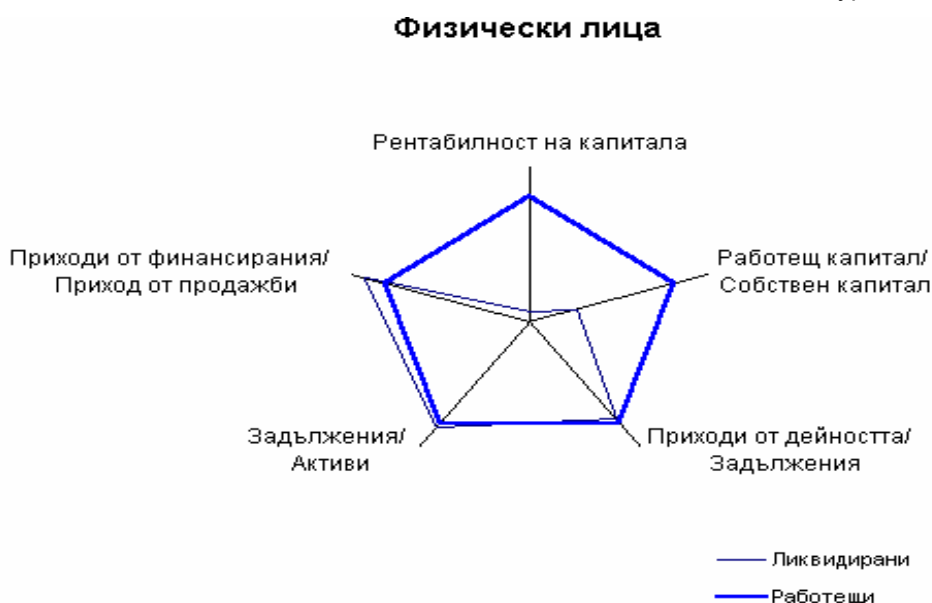 Физически лица
Рентабилност на капитала
Приходи от финансирания/
Приход от продажби
Работещ капитал/
Собствен капитал
Задължения/
Активи
Приходи от дейността/
Задължения
Ликвидирани
Работещи